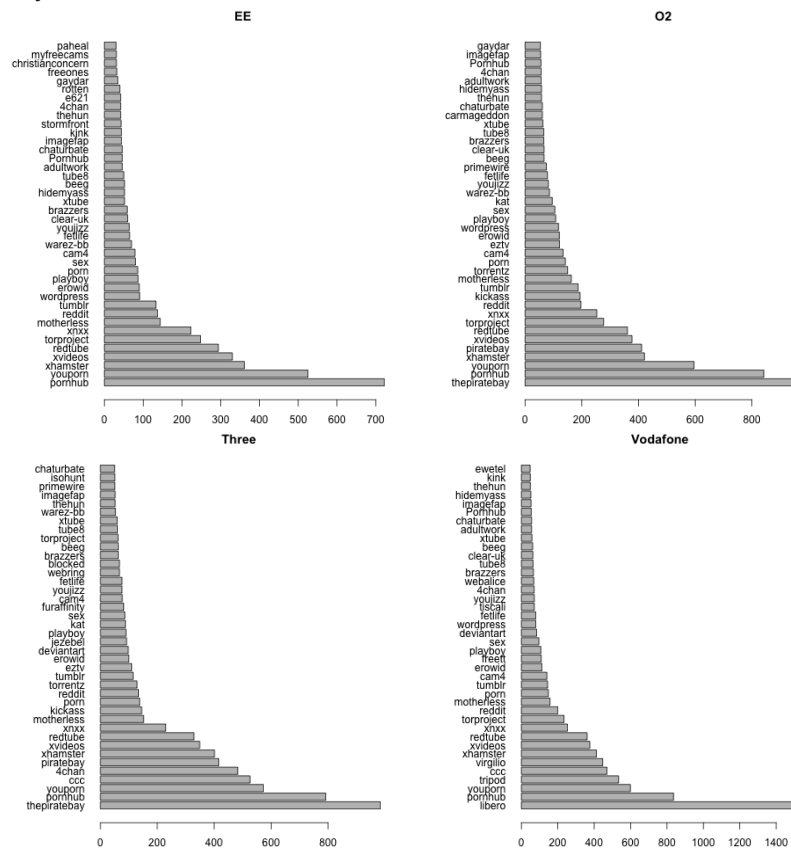 EE
paheal
myfreecams
christianconcern
freeones
gaydar
rotten
e621
4chan
thehun
stormfront
kink
imagefap
chaturbate
Pornhub
adultwork
tube8
beeg
hidemyass
xtube
brazzers
clear-uk
youjizz
fetlife
warez-bb
cam4
sex
porn
playboy
erowid
wordpress
tumblr
reddit
motherless
xnxx
torproject
redtube
xvideos
xhamster
youporn
pornhub
0 100 200 300 400 500 600 700
O2
gaydar
imagefap
Pornhub
4chan
adultwork
hidemyass
thehun
chaturbate
carmageddon
xtube
tube8
brazzers
clear-uk
beeg
primewire
fetlife
youjizz
warez-bb
kat
sex
playboy
wordpress
erowid
eztv
cam4
porn
torrentz
motherless
tumblr
kickass
reddit
xnxx
torproject
redtube
xvideos
piratebay
xhamster
youporn
pornhub
thepiratebay
0 200 400 600 800
Three
chaturbate
isohunt
primewire
imagefap
thehun
warez-bb
xtube
tube8
torproject
beeg
brazzers
blocked
webring
fetlife
youjizz
cam4
furaffinity
sex
kat
playboy
jezebel
deviantart
erowid
eztv
tumblr
torrentz
reddit
porn
kickass
motherless
xnxx
redtube
xvideos
xhamster
piratebay
4chan
ccc
youporn
pornhub
thepiratebay
0 200 400 600 800
Vodafone
ewetel
kink
thehun
hidemyass
imagefap
Pornhub
chaturbate
adultwork
xtube
beeg
clear-uk
tube8
brazzers
webalice
4chan
youjizz
tiscali
fetlife
wordpress
deviantart
sex
playboy
freett
erowid
cam4
tumblr
porn
motherless
reddit
torproject
xnxx
redtube
xvideos
xhamster
virgilio
ccc
tripod
youporn
pornhub
libero
0 200 400 600 800 1000 1200 1400